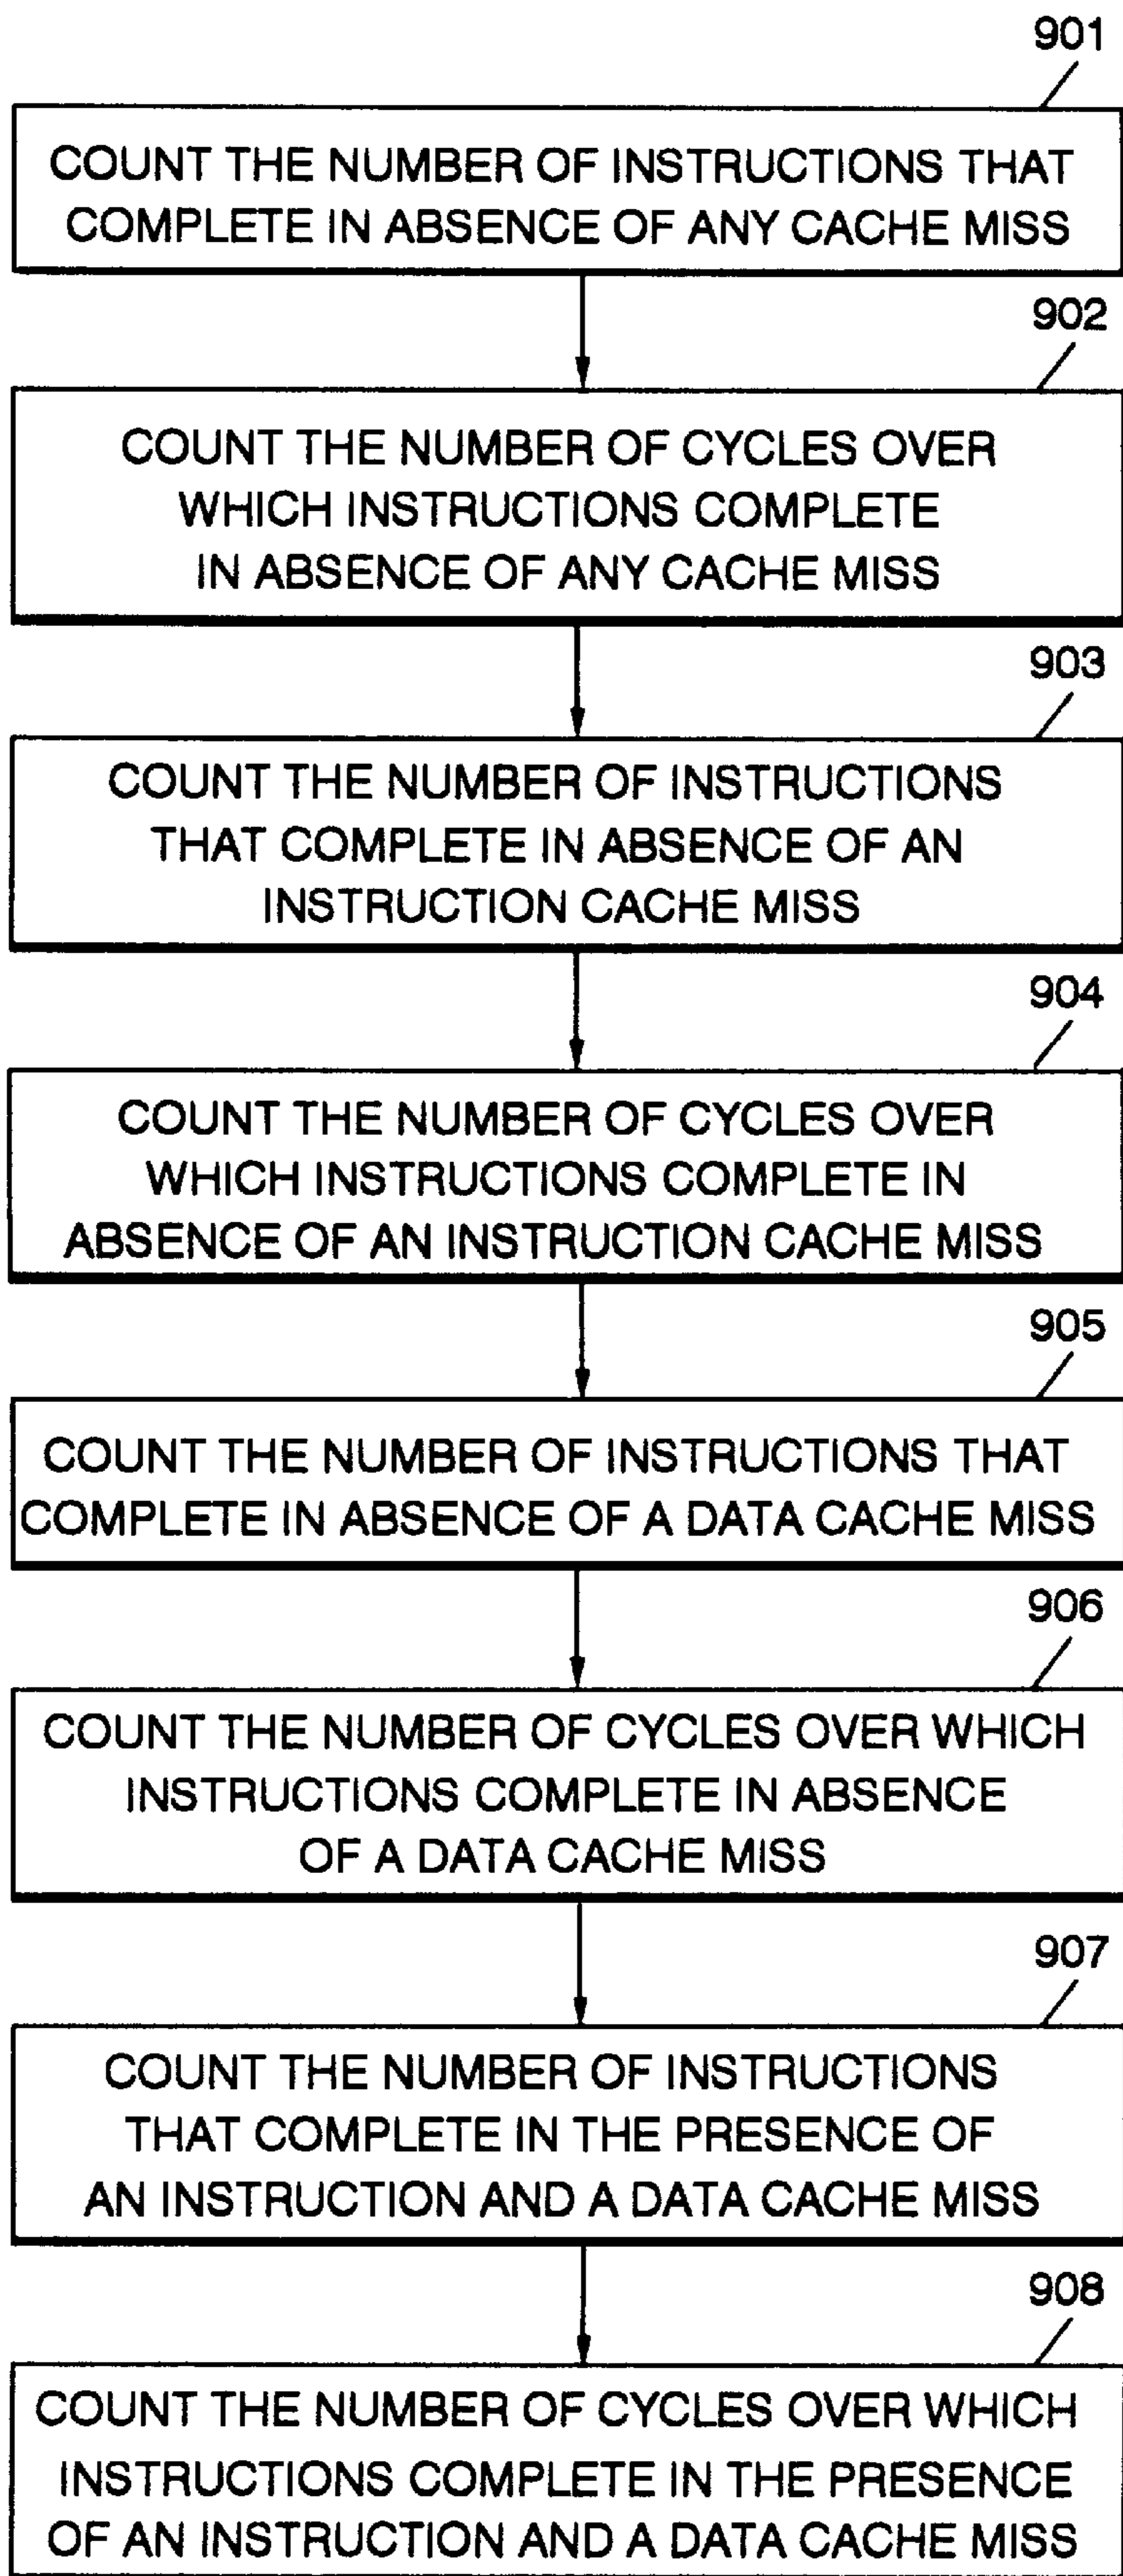 901
COUNT THE NUMBER OF INSTRUCTIONS THAT
COMPLETE IN ABSENCE OF ANY CACHE MISS
902
COUNT THE NUMBER OF CYCLES OVER
WHICH INSTRUCTIONS COMPLETE
IN ABSENCE OF ANY CACHE MISS
903
COUNT THE NUMBER OF INSTRUCTIONS
THAT COMPLETE IN ABSENCE OF AN
INSTRUCTION CACHE MISS
904
COUNT THE NUMBER OF CYCLES OVER
WHICH INSTRUCTIONS COMPLETE IN
ABSENCE OF AN INSTRUCTION CACHE MISS
905
COUNT THE NUMBER OF INSTRUCTIONS THAT
COMPLETE IN ABSENCE OF A DATA CACHE MISS
906
COUNT THE NUMBER OF CYCLES OVER WHICH
INSTRUCTIONS COMPLETE IN ABSENCE
OF A DATA CACHE MISS
907
COUNT THE NUMBER OF INSTRUCTIONS
THAT COMPLETE IN THE PRESENCE OF
AN INSTRUCTION AND A DATA CACHE MISS
908
COUNT THE NUMBER OF CYCLES OVER WHICH
INSTRUCTIONS COMPLETE IN THE PRESENCE
OF AN INSTRUCTION AND A DATA CACHE MISS